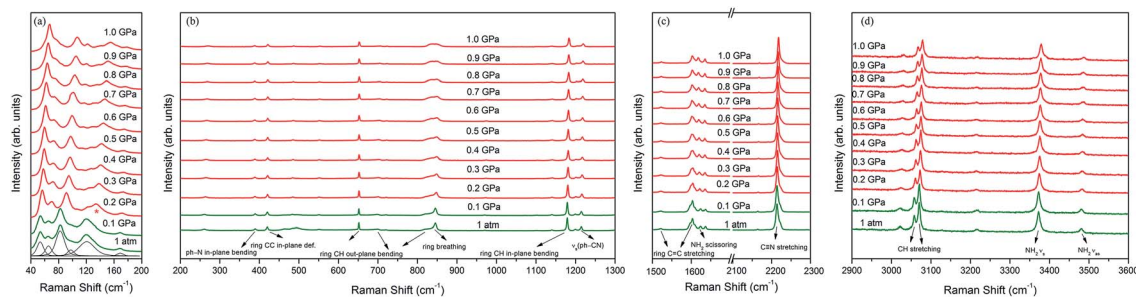 (a)
1.0 GPa
0.9 GPa
0.8 GPa
0.7 GPa
0.6 GPa
0.5 GPa
0.4 GPa
0.3 GPa
0.2 GPa
*
0.1 GPa
1 atm
40 80 120 160 200
Raman Shift (cm-1)
Intensity (arb. units)
(b)
1.0 GPa
0.9 GPa
0.8 GPa
0.7 GPa
0.6 GPa
0.5 GPa
0.4 GPa
0.3 GPa
0.2 GPa
0.1 GPa
1 atm
ph–N in-plane bending
ring CC in-plane def.
ring CH out-plane bending
ring breathing
ring CH in-plane bending
νs(ph–CN)
200 300 400 500 600 700 800 900 1000 1100 1200 1300
Raman Shift (cm-1)
Intensity (arb. units)
(c)
1.0 GPa
0.9 GPa
0.8 GPa
0.7 GPa
0.6 GPa
0.5 GPa
0.4 GPa
0.3 GPa
0.2 GPa
0.1 GPa
1 atm
NH2 scissoring
ring C=C stretching
C≡N stretching
1500 1600 2100 2200 2300
Raman Shift (cm-1)
Intensity (arb. units)
(d)
1.0 GPa
0.9 GPa
0.8 GPa
0.7 GPa
0.6 GPa
0.5 GPa
0.4 GPa
0.3 GPa
0.2 GPa
0.1 GPa
1 atm
CH stretching
NH2 νs
NH2 νas
2900 3000 3100 3200 3300 3400 3500 3600
Raman Shift (cm-1)
Intensity (arb. units)